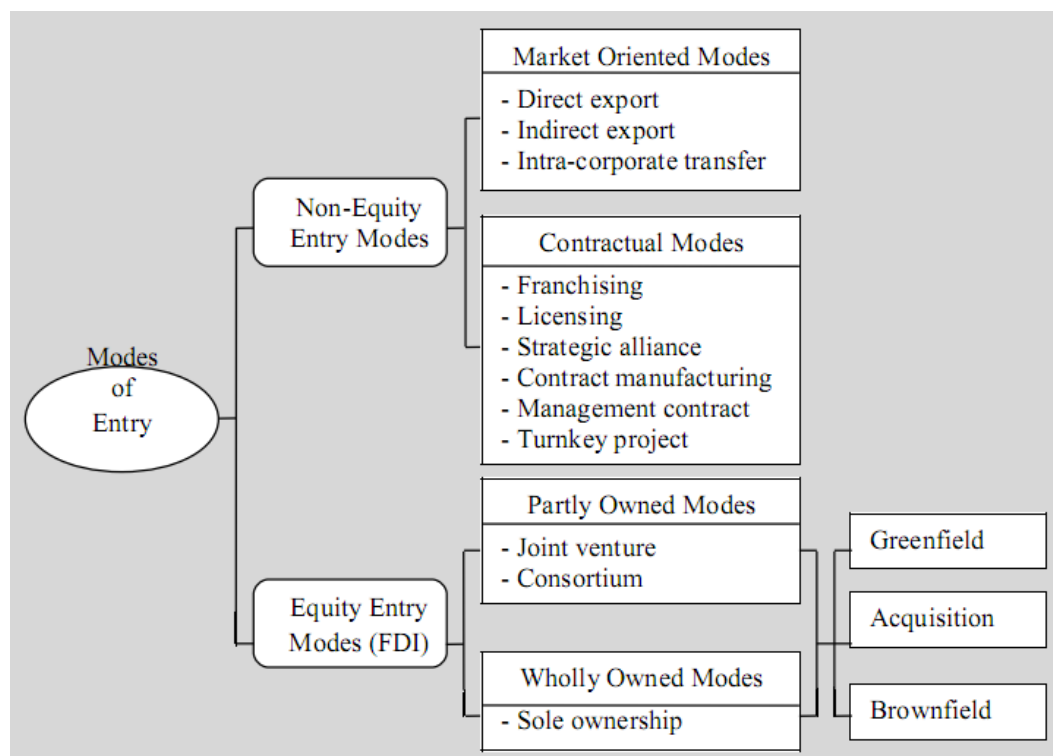 Modes
of
Entry
Non-Equity
Entry Modes
Market Oriented Modes
- Direct export
- Indirect export
- Intra-corporate transfer
Contractual Modes
- Franchising
- Licensing
- Strategic alliance
- Contract manufacturing
- Management contract
- Turnkey project
Equity Entry
Modes (FDI)
Partly Owned Modes
- Joint venture
- Consortium
Wholly Owned Modes
- Sole ownership
Greenfield
Acquisition
Brownfield